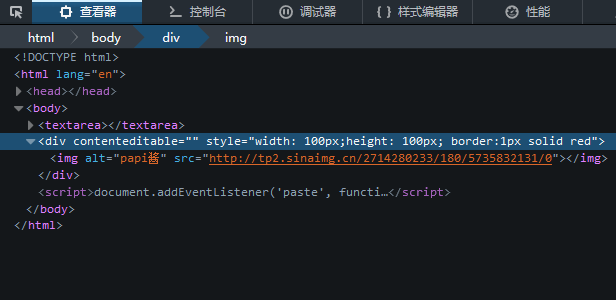 查看器 控制台 调试器 { } 样式编辑器 性能
html body div img
<!DOCTYPE html>
<html lang="en">
<head></head>
<body>
<textarea></textarea>
<div contenteditable="" style="width: 100px;height: 100px; border:1px solid red">
<img alt="papi酱" src="http://tp2.sinaimg.cn/2714280233/180/5735832131/0"></img>
</div>
<script>document.addEventListener('paste', functi…</script>
</body>
</html>